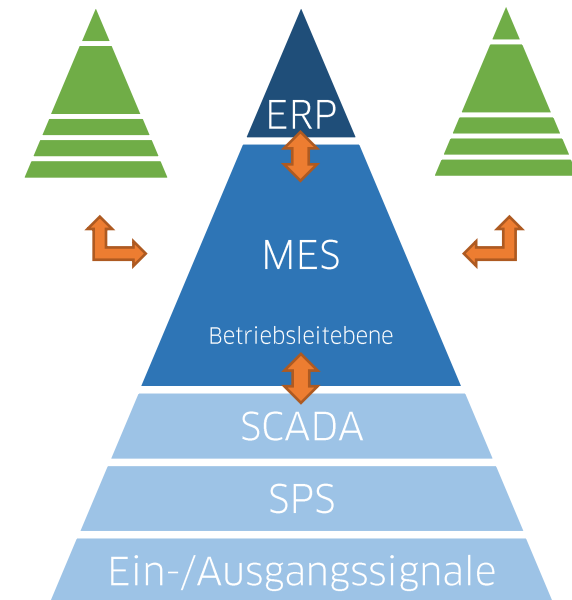 ERP
MES
Betriebsleitebene
SCADA
SPS
Ein-/Ausgangssignale